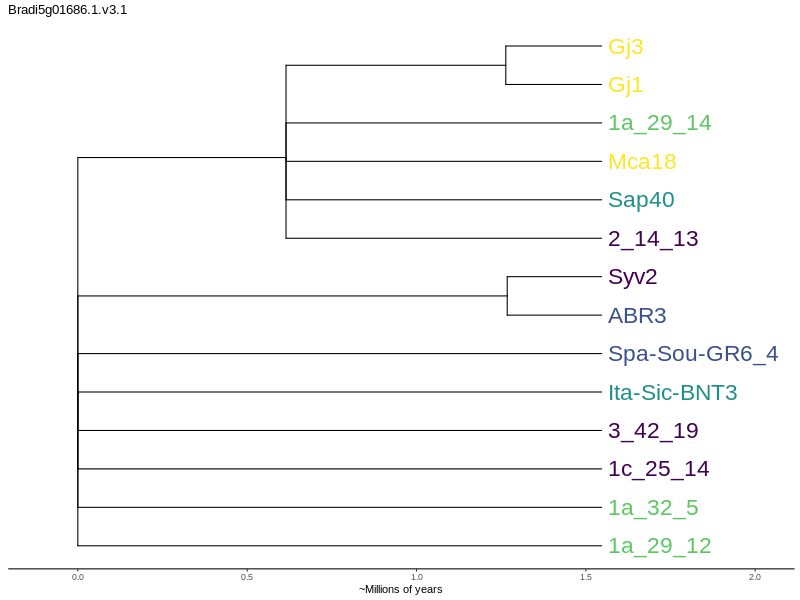 Bradi5g01686.1.v3.1
Gj3
Gj1
1a_29_14
Mca18
Sap40
2_14_13
Syv2
ABR3
Spa-Sou-GR6_4
Ita-Sic-BNT3
3_42_19
1c_25_14
1a_32_5
1a_29_12
0.0 0.5 1.0 1.5 2.0
~Millions of years